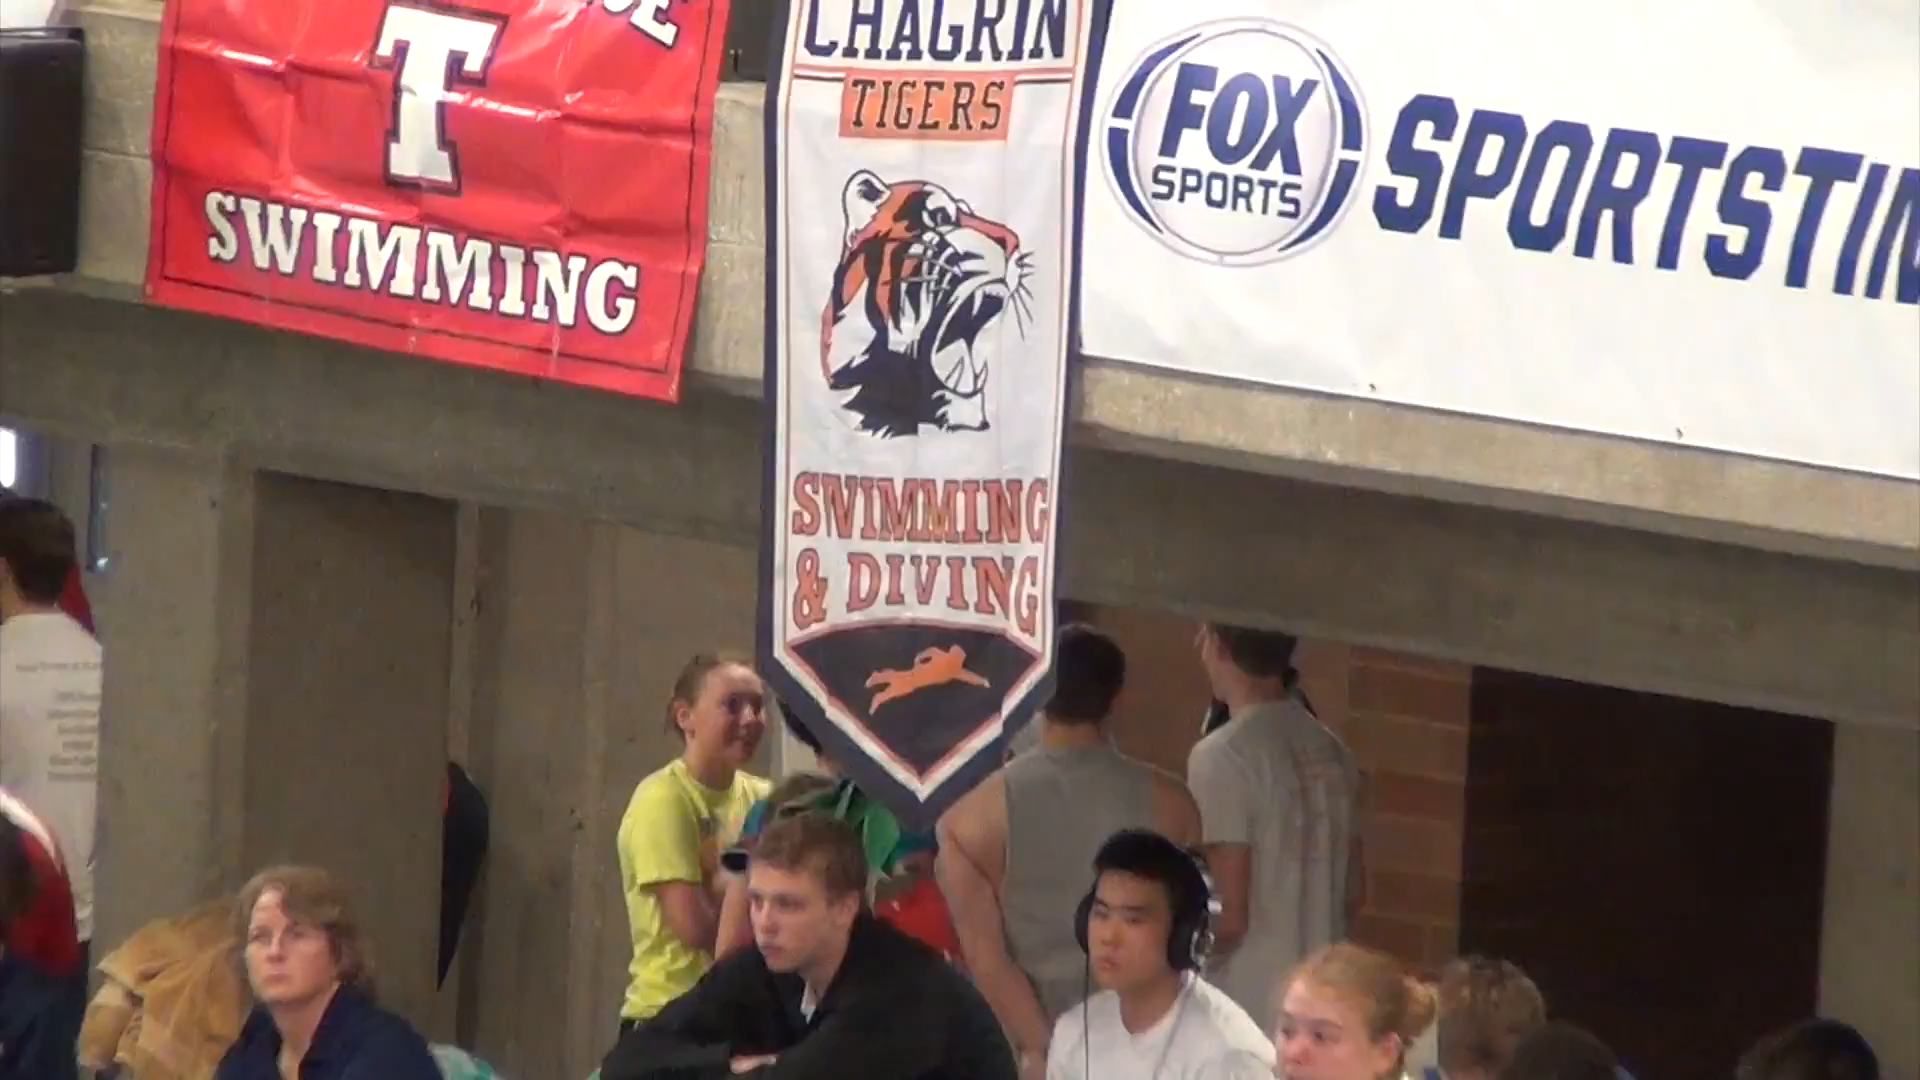 T
SWIMMING
CHAGRIN
TIGERS
SWIMMING
& DIVING
FOX
SPORTS
SPORTSTIM